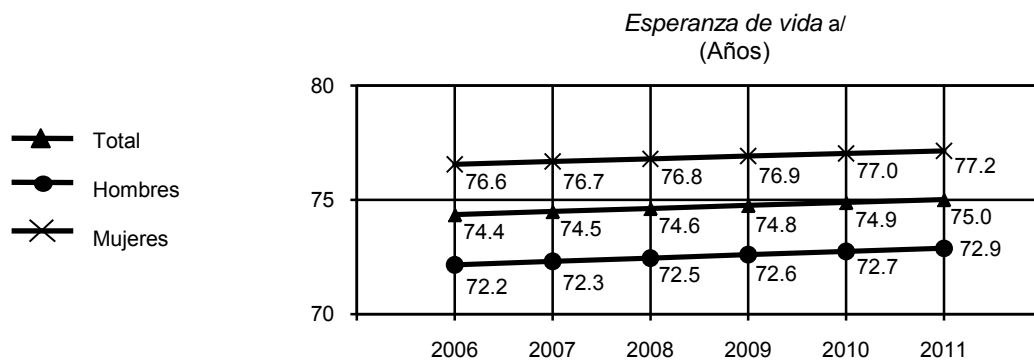 Esperanza de vida a/
(Años)
80
Total
Hombres
Mujeres
76.6 76.7 76.8 76.9 77.0 77.2
75
74.4 74.5 74.6 74.8 74.9 75.0
72.2 72.3 72.5 72.6 72.7 72.9
70
2006 2007 2008 2009 2010 2011